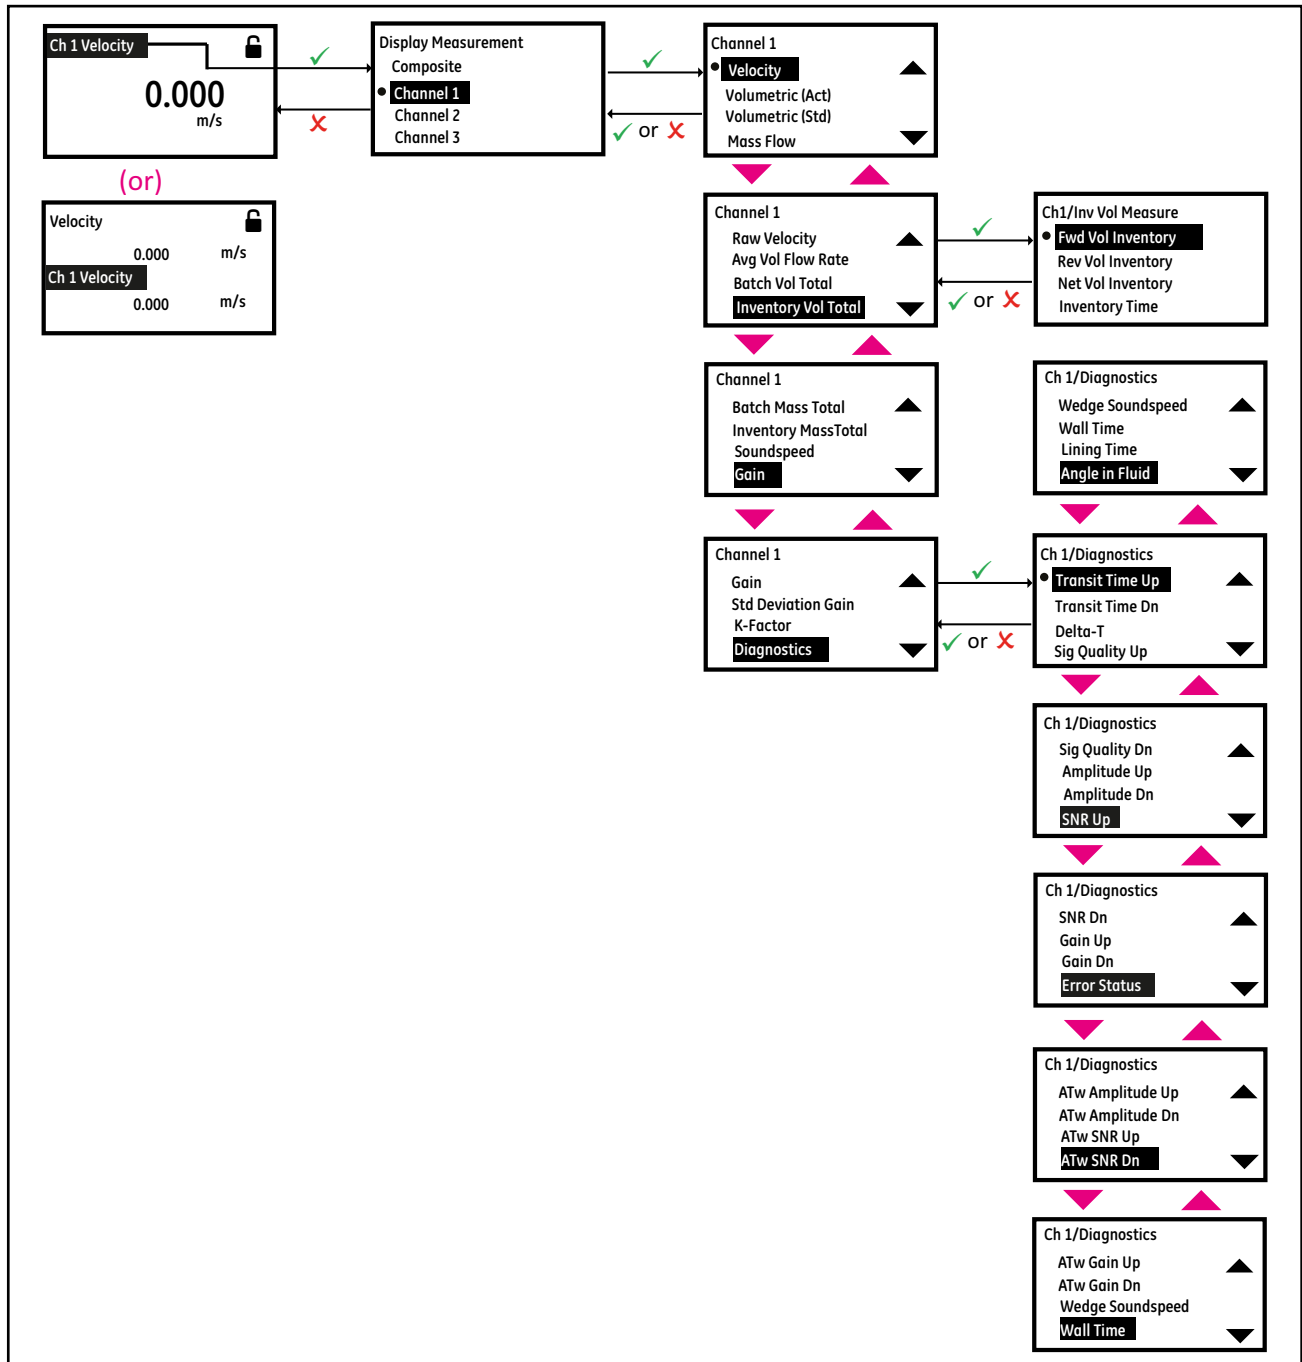 Ch 1 Velocity
0.000
m/s
✓
✗
Display Measurement
Composite
Channel 1
Channel 2
Channel 3
✓
✓ or ✗
Channel 1
Velocity
Volumetric (Act)
Volumetric (Std)
Mass Flow
(or)
Velocity
0.000 m/s
Ch 1 Velocity
0.000 m/s
Channel 1
Raw Velocity
Avg Vol Flow Rate
Batch Vol Total
Inventory Vol Total
✓
✓ or ✗
Ch1/Inv Vol Measure
Fwd Vol Inventory
Rev Vol Inventory
Net Vol Inventory
Inventory Time
Channel 1
Batch Mass Total
Inventory MassTotal
Soundspeed
Gain
Ch 1/Diagnostics
Wedge Soundspeed
Wall Time
Lining Time
Angle in Fluid
Channel 1
Gain
Std Deviation Gain
K-Factor
Diagnostics
✓
✓ or ✗
Ch 1/Diagnostics
Transit Time Up
Transit Time Dn
Delta-T
Sig Quality Up
Ch 1/Diagnostics
Sig Quality Dn
Amplitude Up
Amplitude Dn
SNR Up
Ch 1/Diagnostics
SNR Dn
Gain Up
Gain Dn
Error Status
Ch 1/Diagnostics
ATw Amplitude Up
ATw Amplitude Dn
ATw SNR Up
ATw SNR Dn
Ch 1/Diagnostics
ATw Gain Up
ATw Gain Dn
Wedge Soundspeed
Wall Time